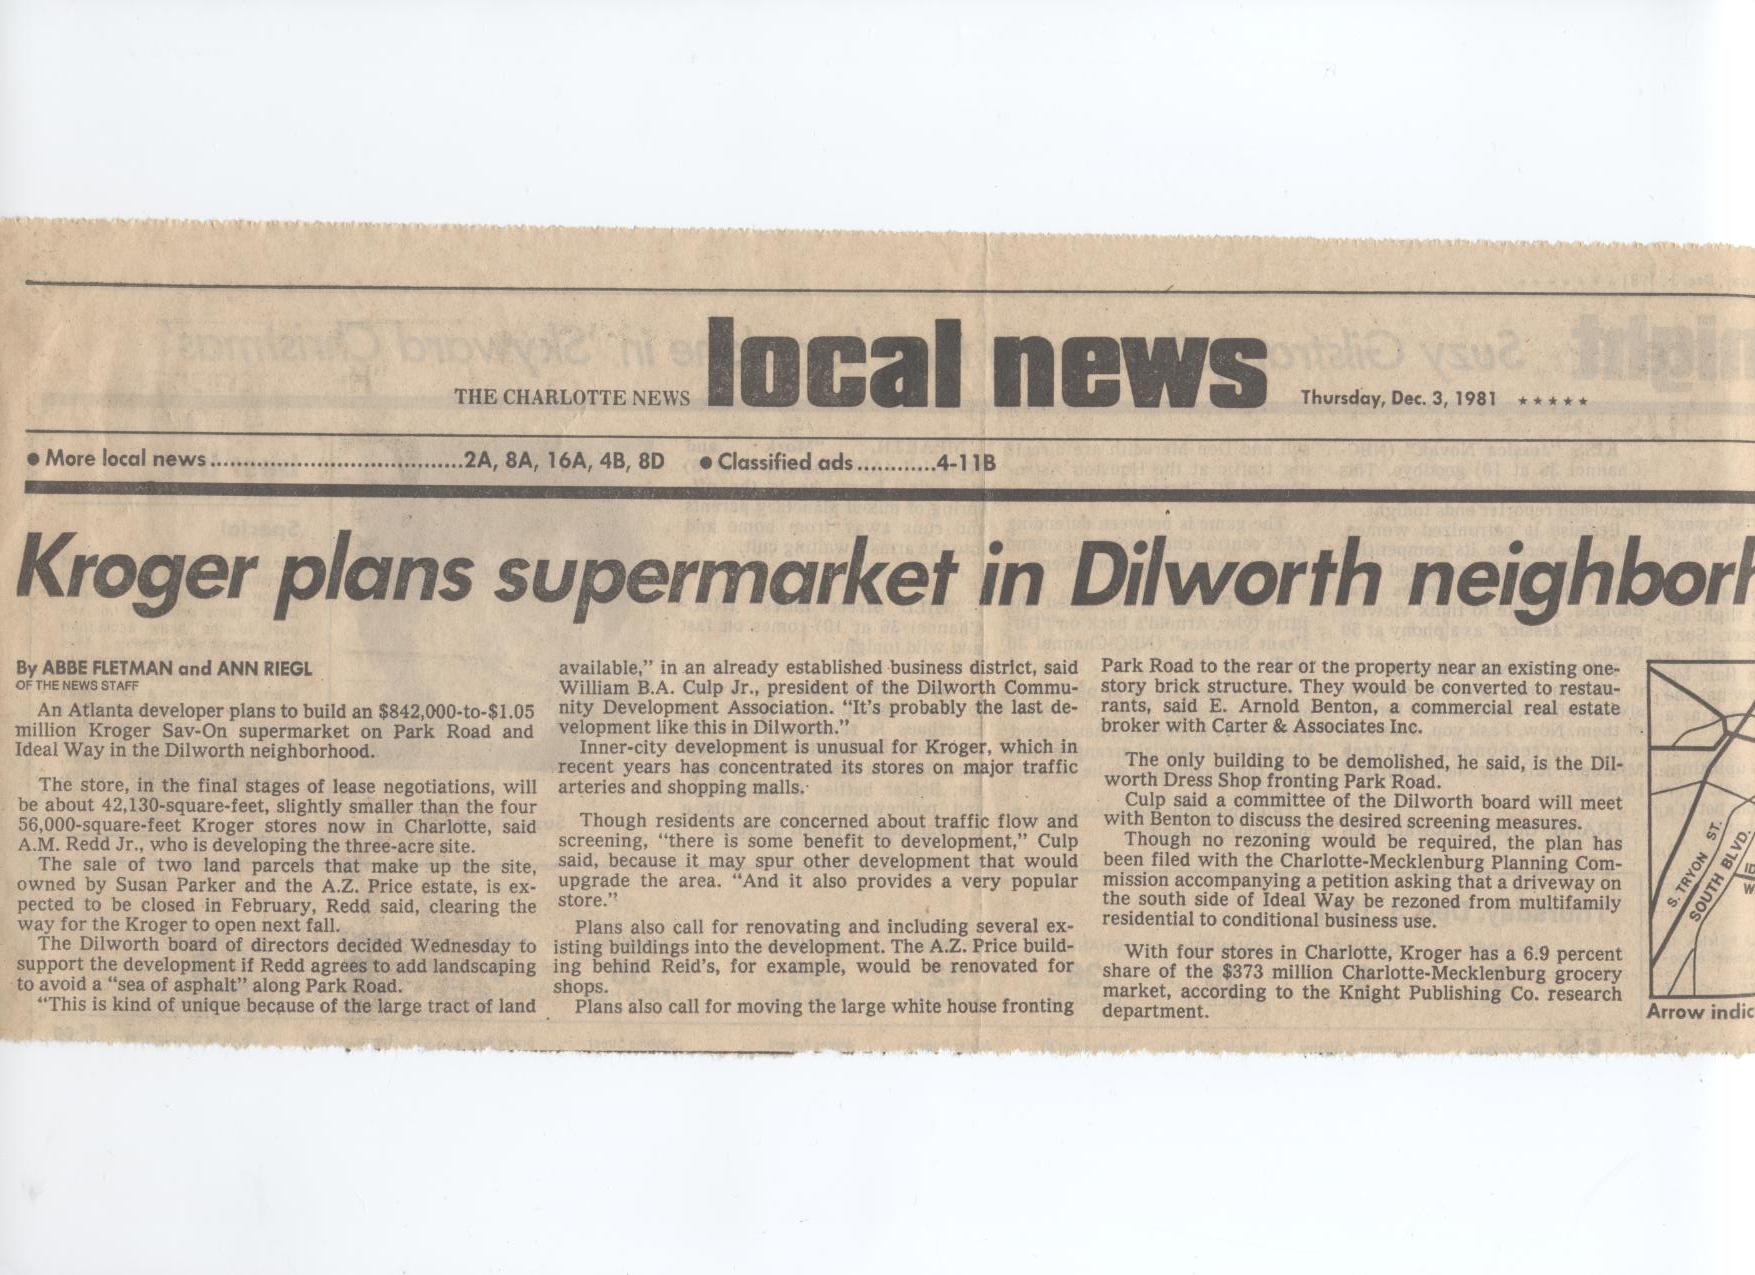 THE CHARLOTTE NEWS local news Thursday, Dec. 3, 1981 ★★★★★
● More local news....................................2A, 8A, 16A, 4B, 8D ● Classified ads............4-11B
Kroger plans supermarket in Dilworth neighborh
By ABBE FLETMAN and ANN RIEGL
OF THE NEWS STAFF
An Atlanta developer plans to build an $842,000-to-$1.05
million Kroger Sav-On supermarket on Park Road and
Ideal Way in the Dilworth neighborhood.
The store, in the final stages of lease negotiations, will
be about 42,130-square-feet, slightly smaller than the four
56,000-square-feet Kroger stores now in Charlotte, said
A.M. Redd Jr., who is developing the three-acre site.
The sale of two land parcels that make up the site,
owned by Susan Parker and the A.Z. Price estate, is ex-
pected to be closed in February, Redd said, clearing the
way for the Kroger to open next fall.
The Dilworth board of directors decided Wednesday to
support the development if Redd agrees to add landscaping
to avoid a “sea of asphalt” along Park Road.
“This is kind of unique because of the large tract of land
available,” in an already established business district, said
William B.A. Culp Jr., president of the Dilworth Commu-
nity Development Association. “It's probably the last de-
velopment like this in Dilworth.”
Inner-city development is unusual for Kroger, which in
recent years has concentrated its stores on major traffic
arteries and shopping malls.
Though residents are concerned about traffic flow and
screening, “there is some benefit to development,” Culp
said, because it may spur other development that would
upgrade the area. “And it also provides a very popular
store.”
Plans also call for renovating and including several ex-
isting buildings into the development. The A.Z. Price build-
ing behind Reid's, for example, would be renovated for
shops.
Plans also call for moving the large white house fronting
Park Road to the rear of the property near an existing one-
story brick structure. They would be converted to restau-
rants, said E. Arnold Benton, a commercial real estate
broker with Carter & Associates Inc.
The only building to be demolished, he said, is the Dil-
worth Dress Shop fronting Park Road.
Culp said a committee of the Dilworth board will meet
with Benton to discuss the desired screening measures.
Though no rezoning would be required, the plan has
been filed with the Charlotte-Mecklenburg Planning Com-
mission accompanying a petition asking that a driveway on
the south side of Ideal Way be rezoned from multifamily
residential to conditional business use.
With four stores in Charlotte, Kroger has a 6.9 percent
share of the $373 million Charlotte-Mecklenburg grocery
market, according to the Knight Publishing Co. research
department.
S. TRYON ST.
SOUTH BLVD.
ID
W
Arrow indic